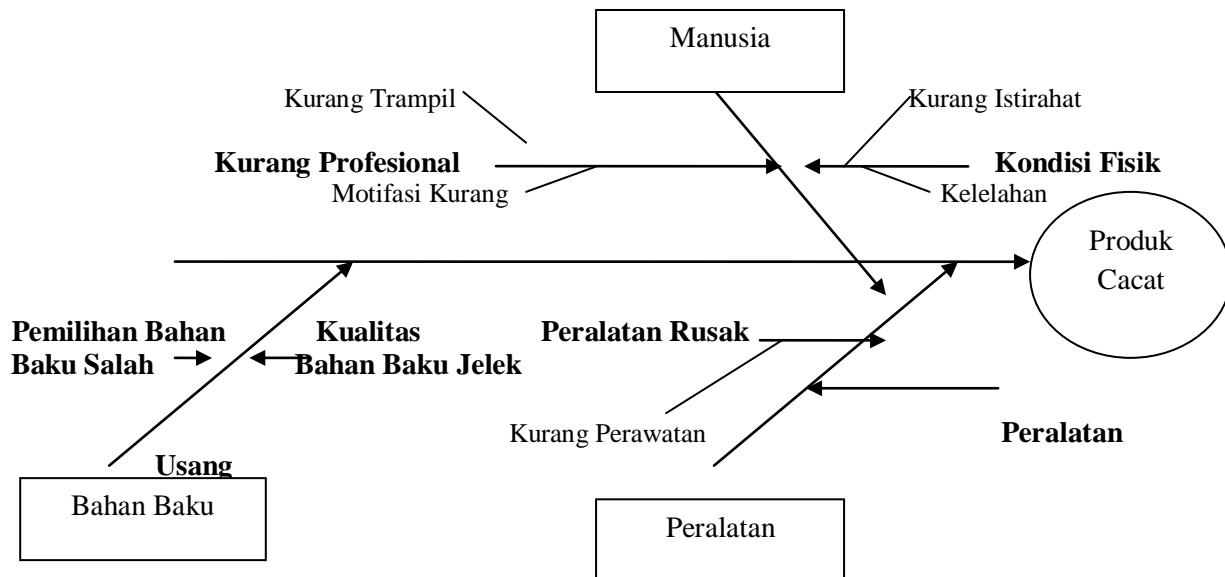 Manusia
Kurang Trampil
Kurang Istirahat
Kurang Profesional
Kondisi Fisik
Motifasi Kurang
Kelelahan
Produk
Cacat
Pemilihan Bahan
Baku Salah
Kualitas
Bahan Baku Jelek
Peralatan Rusak
Kurang Perawatan
Peralatan
Usang
Bahan Baku
Peralatan